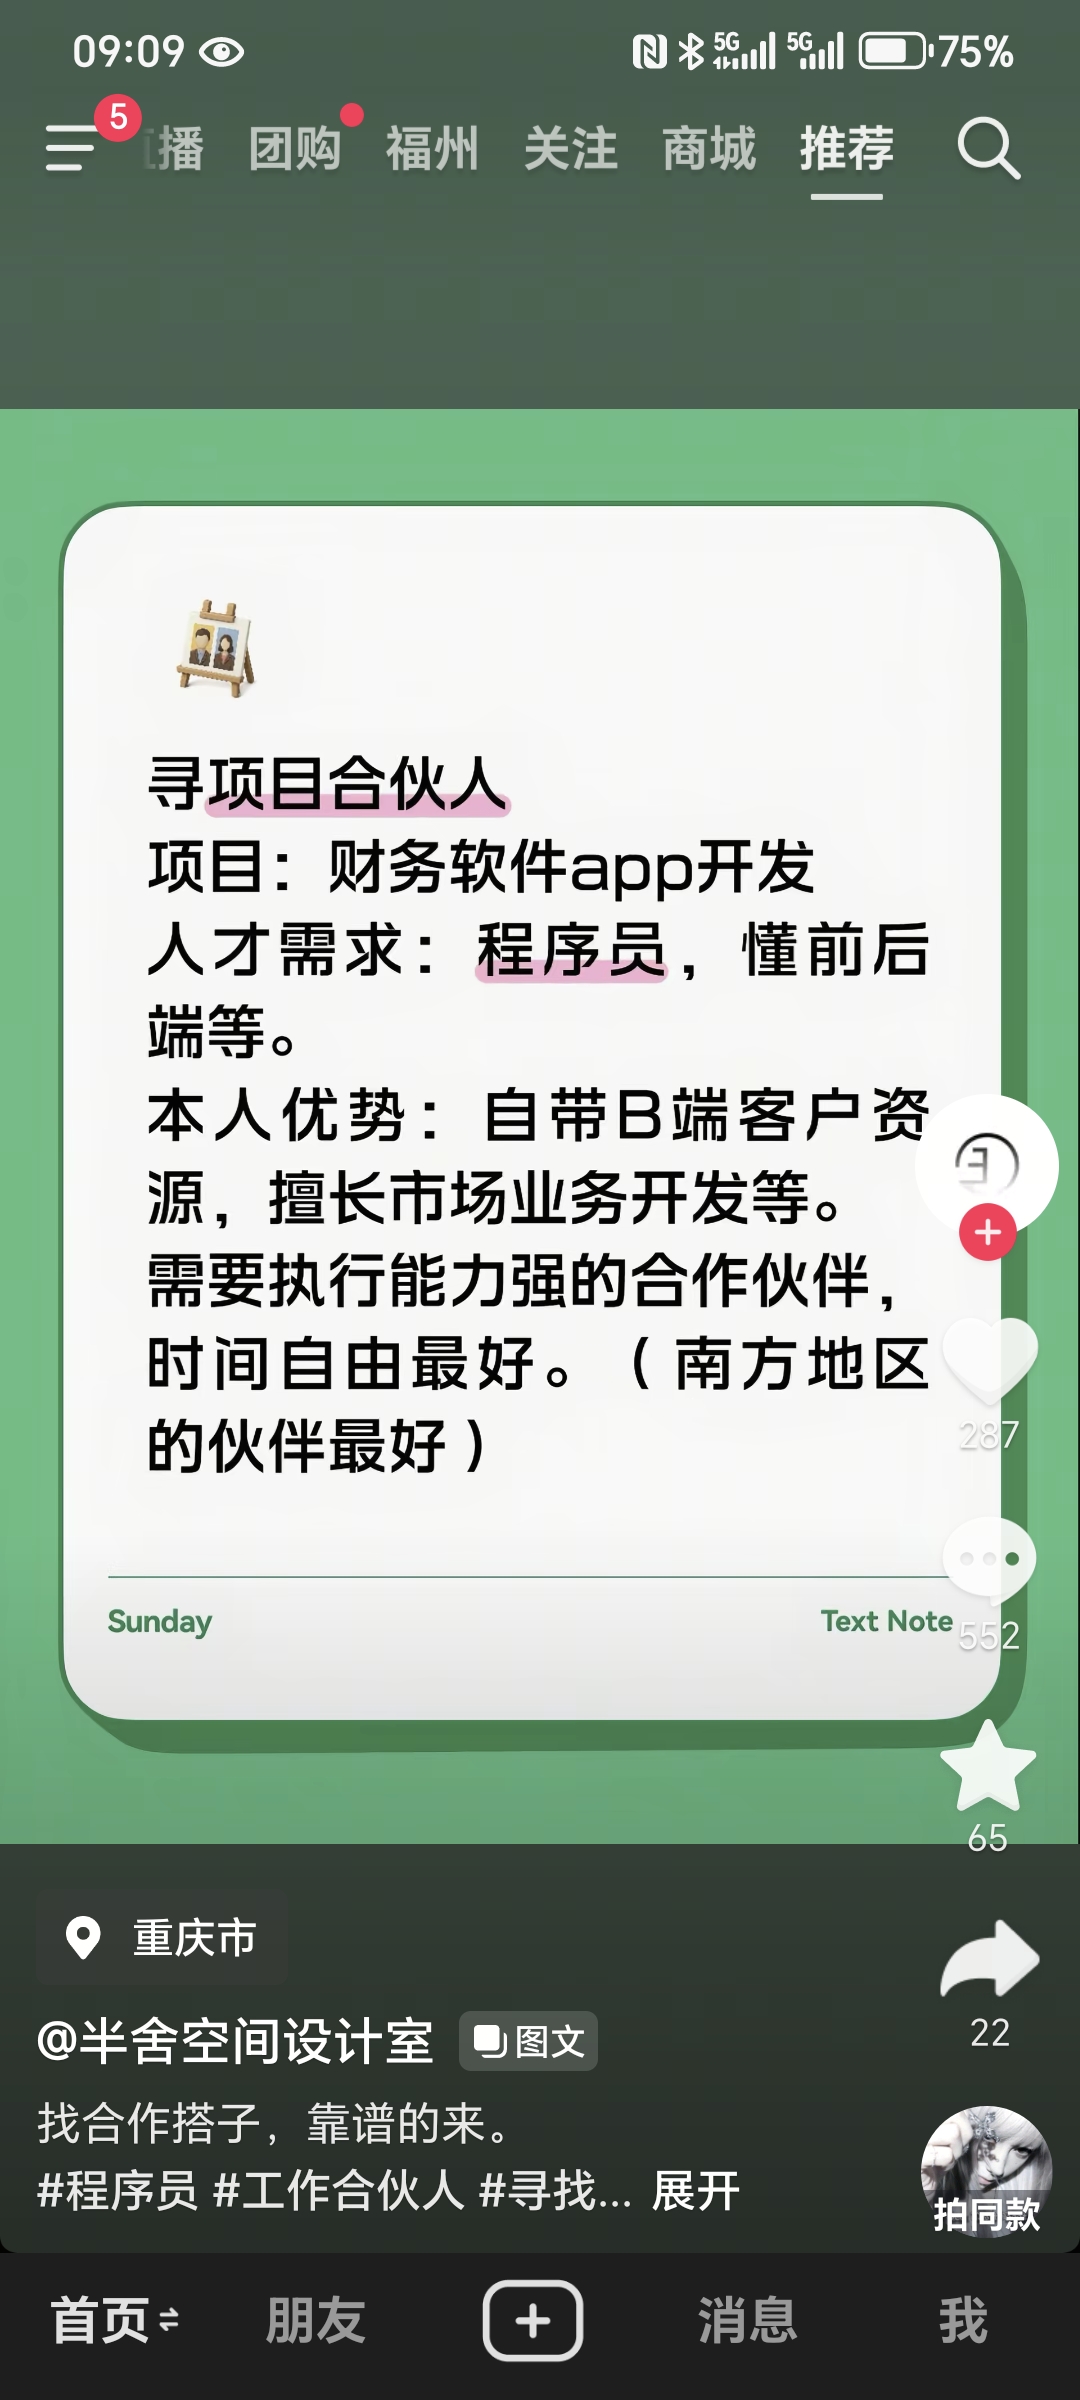 09:09
5G 5G 75%
5
播 团购 福州 关注 商城 推荐
寻项目合伙人
项目：财务软件app开发
人才需求：程序员，懂前后
端等。
本人优势：自带B端客户资
源，擅长市场业务开发等。
需要执行能力强的合作伙伴，
时间自由最好。（南方地区
的伙伴最好）
287
Sunday
Text Note
552
65
重庆市
22
@半舍空间设计室 图文
找合作搭子，靠谱的来。
#程序员 #工作合伙人 #寻找... 展开
拍同款
首页 朋友 消息 我